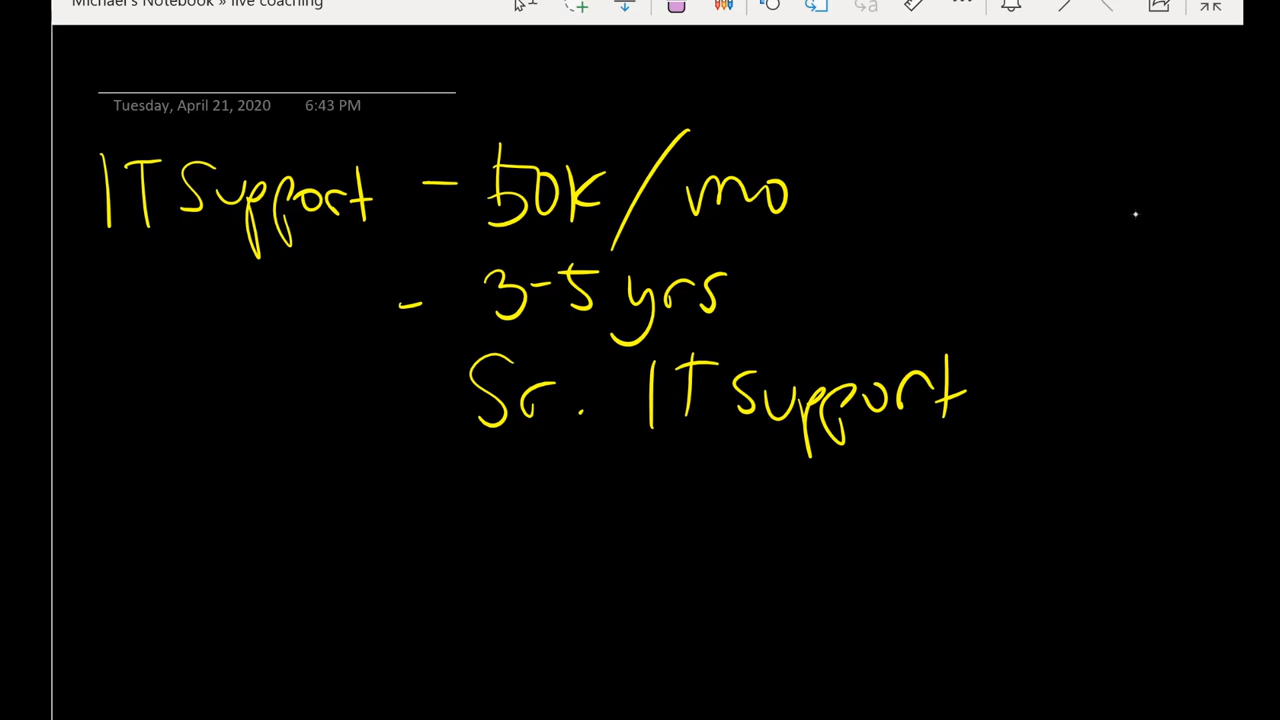 Michael's Notebook » live coaching
Tuesday, April 21, 2020 6:43 PM
IT Support - 50k/mo
- 3-5 yrs
Sr. IT support